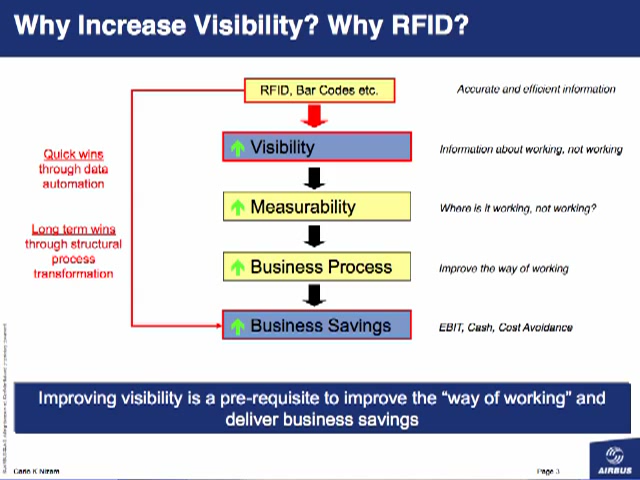 Why Increase Visibility? Why RFID?
RFID, Bar Codes etc.
Accurate and efficient information
Visibility
Information about working, not working
Quick wins
through data
automation
Measurability
Where is it working, not working?
Long term wins
through structural
process
transformation
Business Process
Improve the way of working
Business Savings
EBIT, Cash, Cost Avoidance
Improving visibility is a pre-requisite to improve the “way of working” and
deliver business savings
Carlo K Nizam
Page 3
AIRBUS